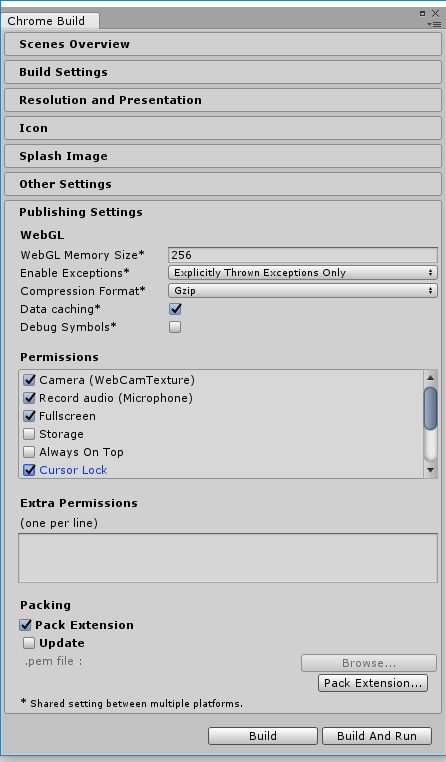 Chrome Build
Scenes Overview
Build Settings
Resolution and Presentation
Icon
Splash Image
Other Settings
Publishing Settings
WebGL
WebGL Memory Size* 256
Enable Exceptions* Explicitly Thrown Exceptions Only
Compression Format* Gzip
Data caching*
Debug Symbols*
Permissions
Camera (WebCamTexture)
Record audio (Microphone)
Fullscreen
Storage
Always On Top
Cursor Lock
Extra Permissions
(one per line)
Packing
Pack Extension
Update
.pem file : Browse...
Pack Extension...
* Shared setting between multiple platforms.
Build Build And Run